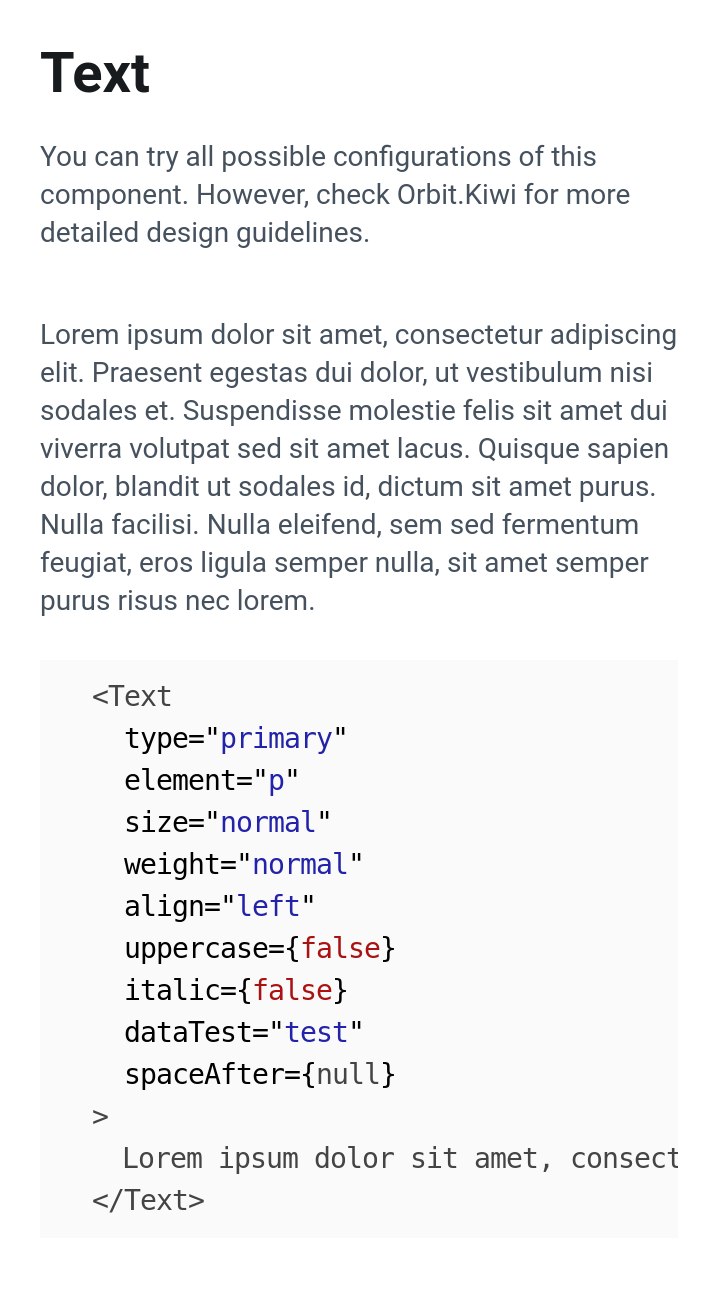 Text
You can try all possible configurations of this
component. However, check Orbit.Kiwi for more
detailed design guidelines.
Lorem ipsum dolor sit amet, consectetur adipiscing
elit. Praesent egestas dui dolor, ut vestibulum nisi
sodales et. Suspendisse molestie felis sit amet dui
viverra volutpat sed sit amet lacus. Quisque sapien
dolor, blandit ut sodales id, dictum sit amet purus.
Nulla facilisi. Nulla eleifend, sem sed fermentum
feugiat, eros ligula semper nulla, sit amet semper
purus risus nec lorem.
<Text
type="primary"
element="p"
size="normal"
weight="normal"
align="left"
uppercase={false}
italic={false}
dataTest="test"
spaceAfter={null}
>
Lorem ipsum dolor sit amet, consect
</Text>